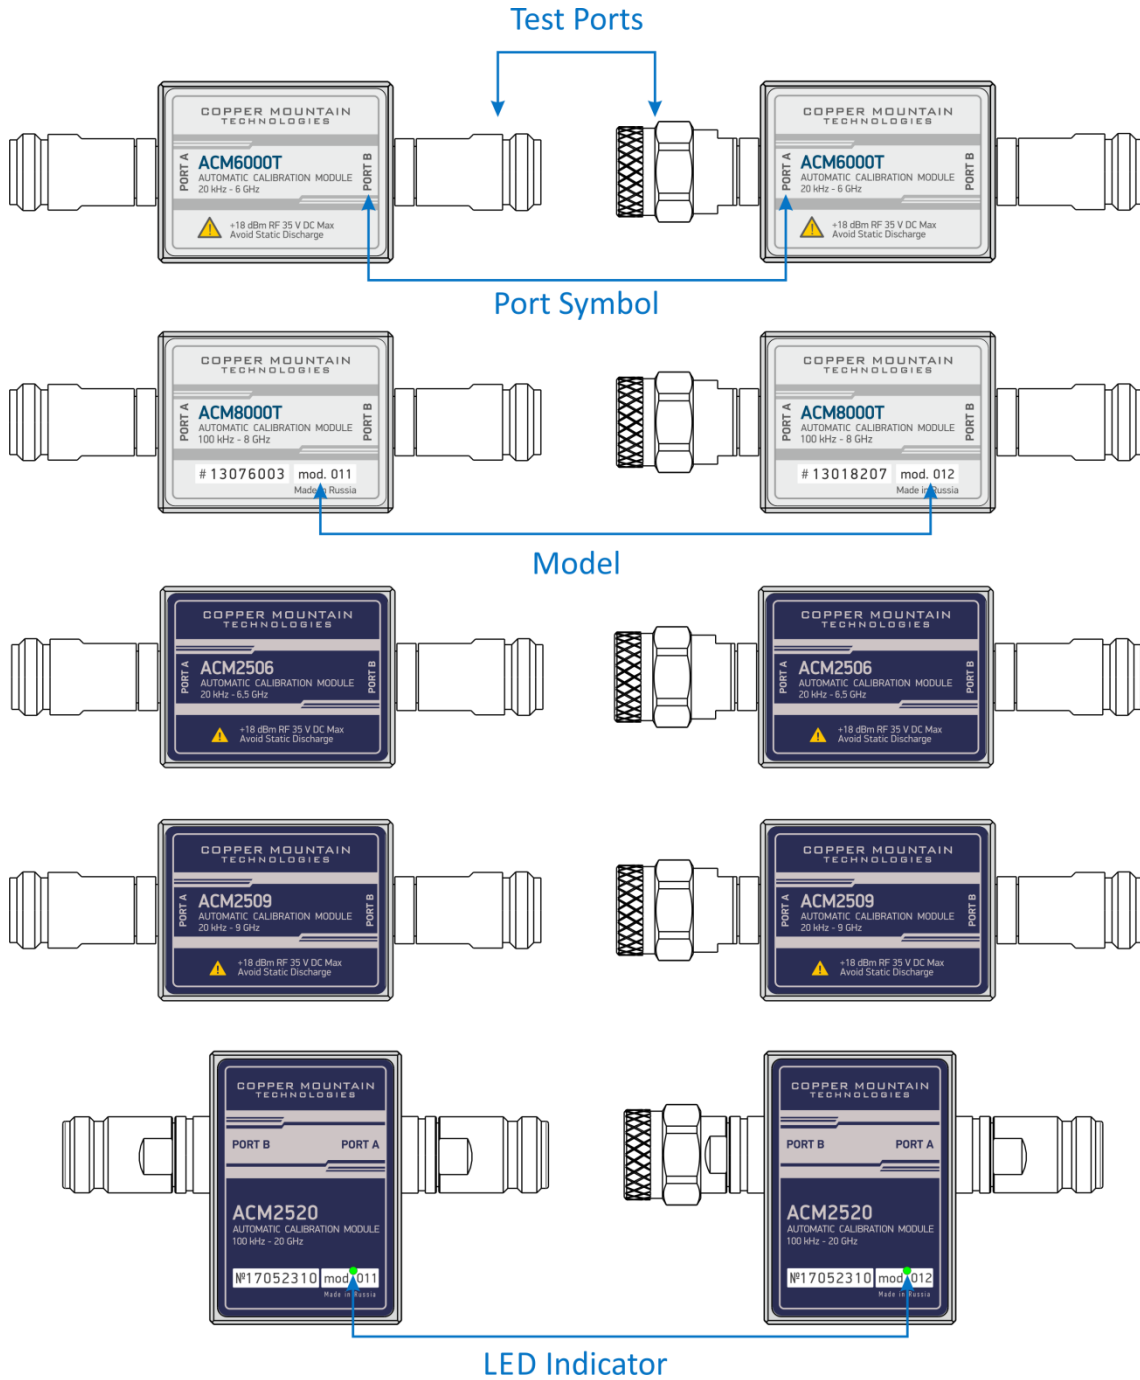 Test Ports
COPPER MOUNTAIN
TECHNOLOGIES
PORT A
ACM6000T
AUTOMATIC CALIBRATION MODULE
20 kHz - 6 GHz
PORT B
+18 dBm RF 35 V DC Max
Avoid Static Discharge
COPPER MOUNTAIN
TECHNOLOGIES
PORT A
ACM6000T
AUTOMATIC CALIBRATION MODULE
20 kHz - 6 GHz
PORT B
+18 dBm RF 35 V DC Max
Avoid Static Discharge
Port Symbol
COPPER MOUNTAIN
TECHNOLOGIES
PORT A
ACM8000T
AUTOMATIC CALIBRATION MODULE
100 kHz - 8 GHz
PORT B
# 13076003 mod. 011
Made in Russia
COPPER MOUNTAIN
TECHNOLOGIES
PORT A
ACM8000T
AUTOMATIC CALIBRATION MODULE
100 kHz - 8 GHz
PORT B
# 13018207 mod. 012
Made in Russia
Model
COPPER MOUNTAIN
TECHNOLOGIES
PORT A
ACM2506
AUTOMATIC CALIBRATION MODULE
20 kHz - 6.5 GHz
PORT B
+18 dBm RF 35 V DC Max
Avoid Static Discharge
COPPER MOUNTAIN
TECHNOLOGIES
PORT A
ACM2506
AUTOMATIC CALIBRATION MODULE
20 kHz - 6.5 GHz
PORT B
+18 dBm RF 35 V DC Max
Avoid Static Discharge
COPPER MOUNTAIN
TECHNOLOGIES
PORT A
ACM2509
AUTOMATIC CALIBRATION MODULE
20 kHz - 9 GHz
PORT B
+18 dBm RF 35 V DC Max
Avoid Static Discharge
COPPER MOUNTAIN
TECHNOLOGIES
PORT A
ACM2509
AUTOMATIC CALIBRATION MODULE
20 kHz - 9 GHz
PORT B
+18 dBm RF 35 V DC Max
Avoid Static Discharge
COPPER MOUNTAIN
TECHNOLOGIES
PORT B PORT A
ACM2520
AUTOMATIC CALIBRATION MODULE
100 kHz - 20 GHz
№17052310 mod. 011
Made in Russia
COPPER MOUNTAIN
TECHNOLOGIES
PORT B PORT A
ACM2520
AUTOMATIC CALIBRATION MODULE
100 kHz - 20 GHz
№17052310 mod. 012
Made in Russia
LED Indicator